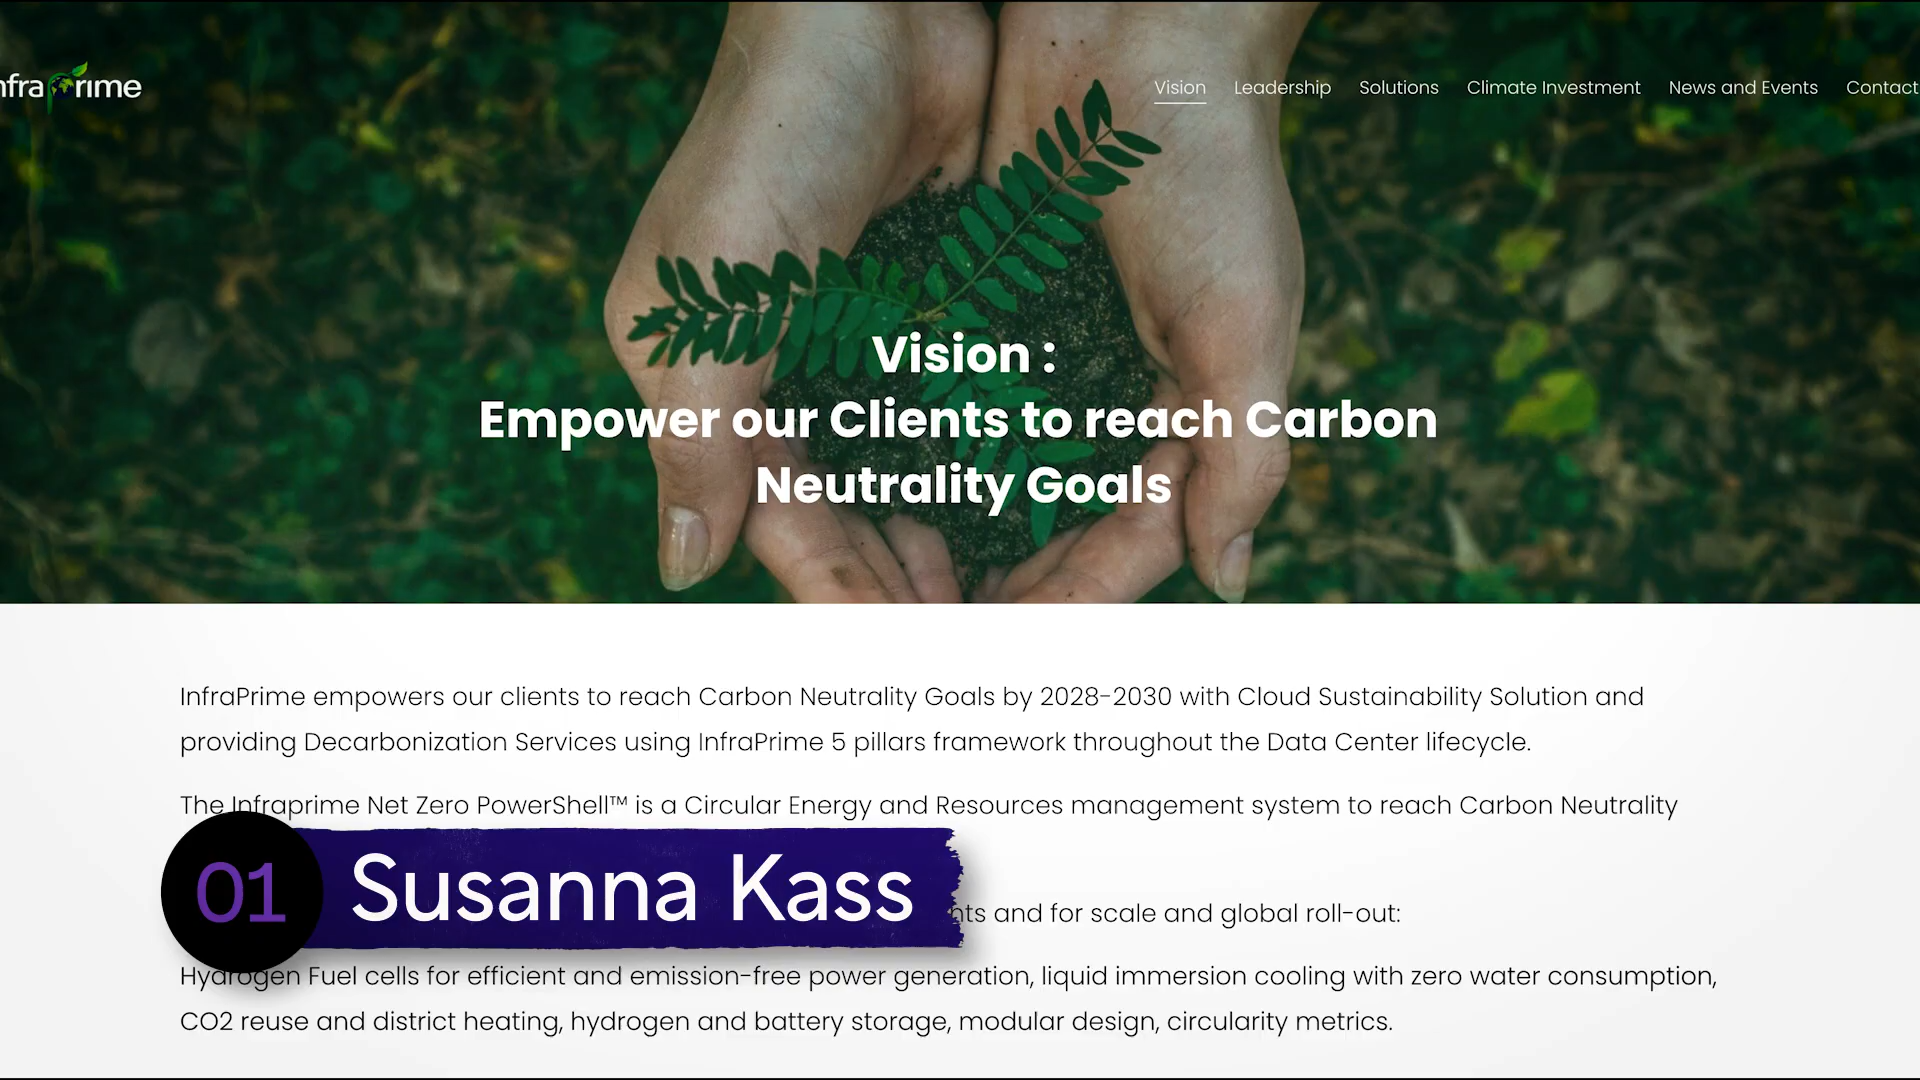 nfraPrime
Vision Leadership Solutions Climate Investment News and Events Contact
Vision :
Empower our Clients to reach Carbon
Neutrality Goals
InfraPrime empowers our clients to reach Carbon Neutrality Goals by 2028-2030 with Cloud Sustainability Solution and
providing Decarbonization Services using InfraPrime 5 pillars framework throughout the Data Center lifecycle.
The Infraprime Net Zero PowerShell™ is a Circular Energy and Resources management system to reach Carbon Neutrality
01 Susanna Kass
and for scale and global roll-out:
Hydrogen Fuel cells for efficient and emission-free power generation, liquid immersion cooling with zero water consumption,
CO2 reuse and district heating, hydrogen and battery storage, modular design, circularity metrics.